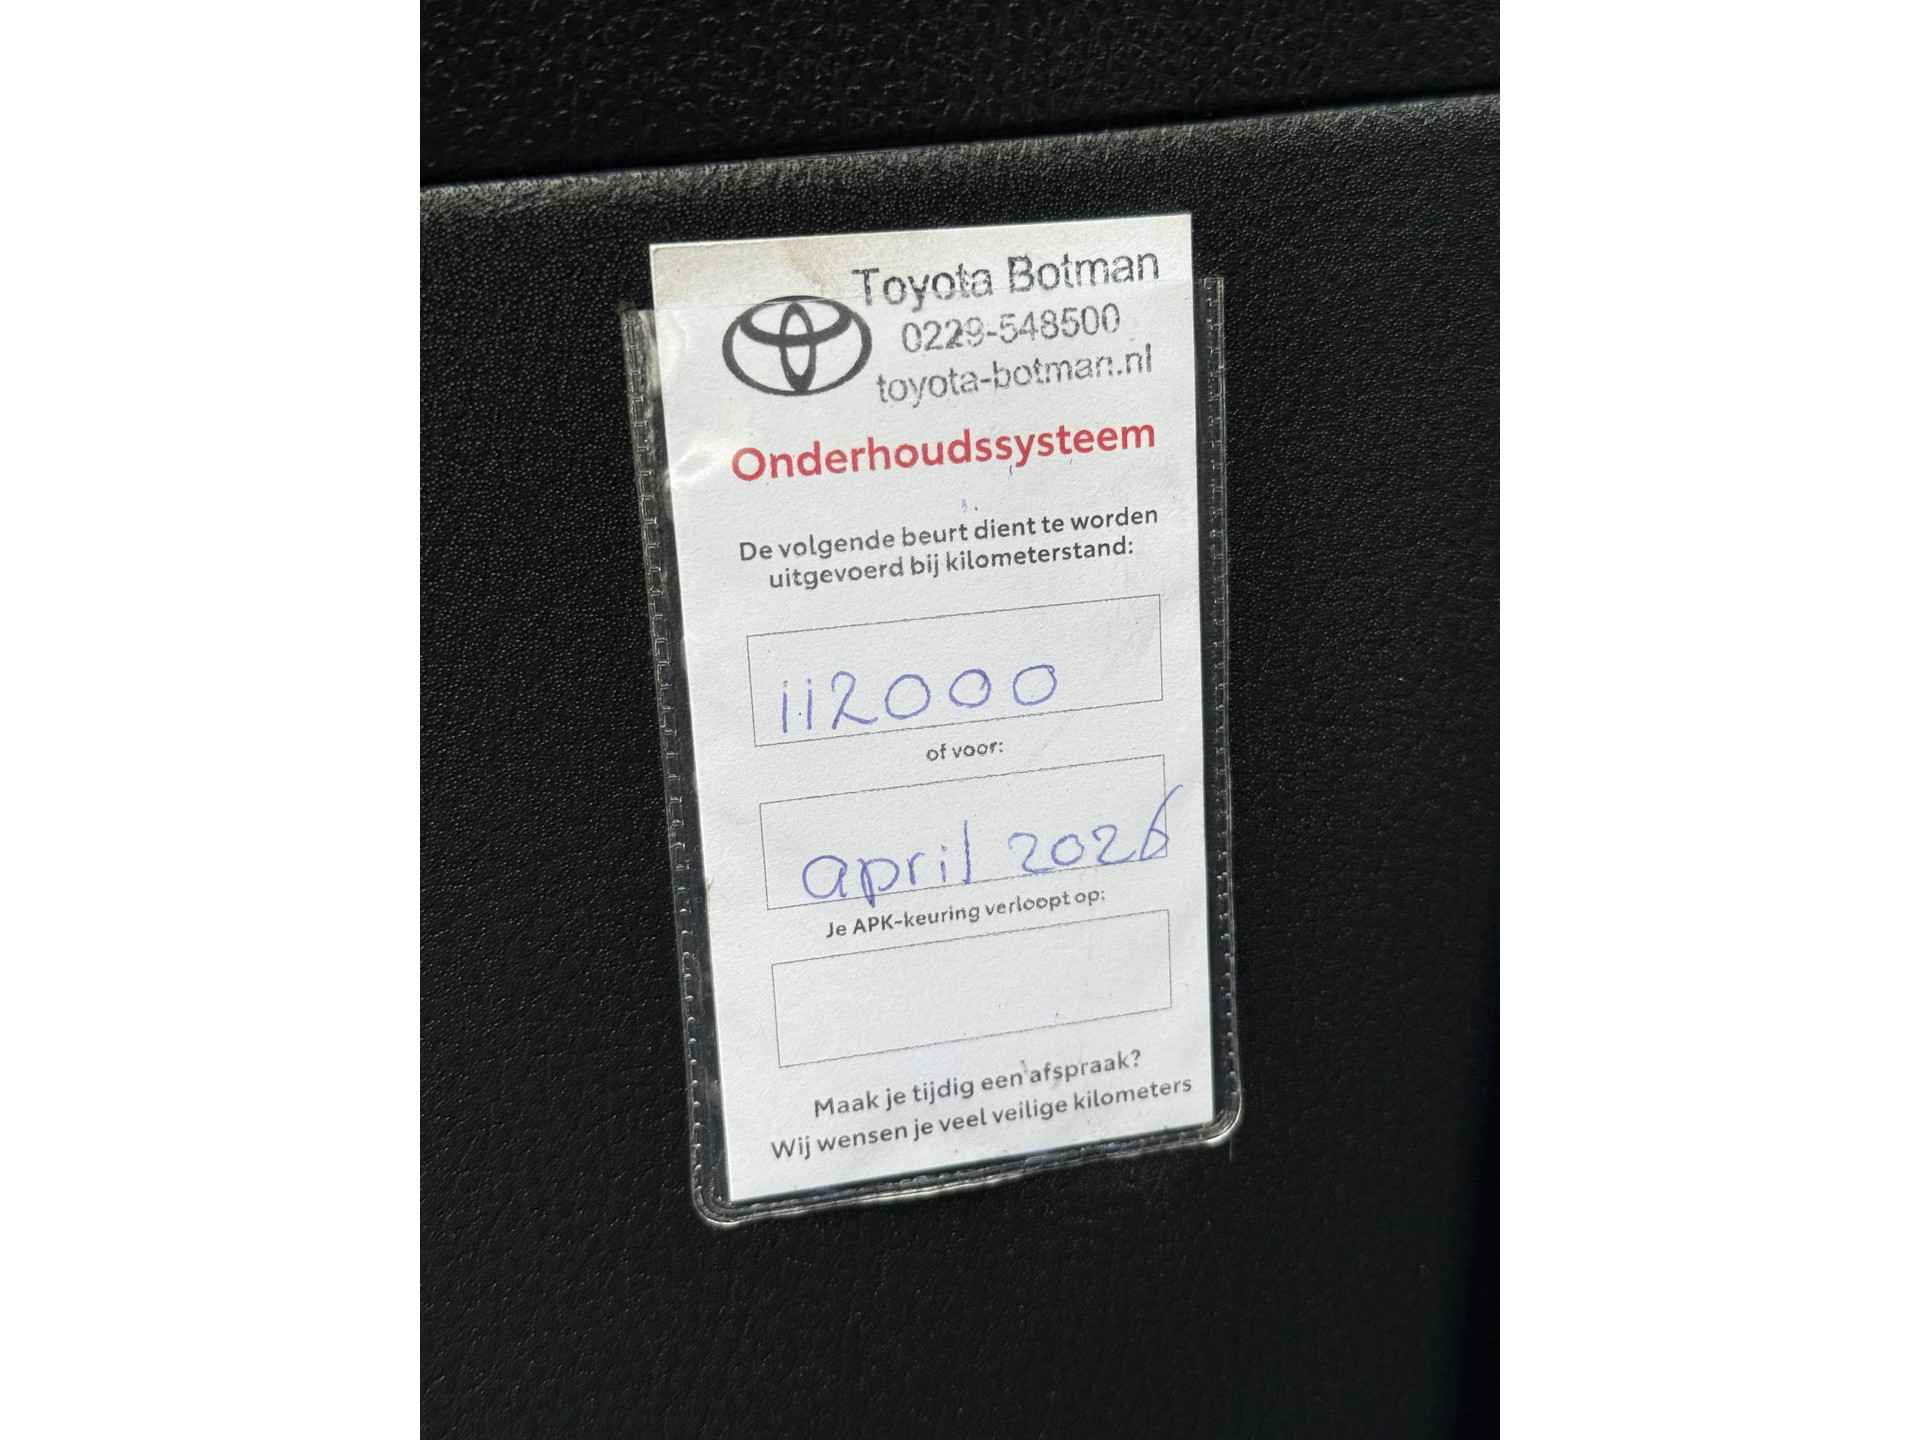 Toyota Botman
0229-548500
toyota-botman.nl
Onderhoudssysteem
De volgende beurt dient te worden
uitgevoerd bij kilometerstand:
112000
of voor:
april 2026
Je APK-keuring verloopt op:
Maak je tijdig een afspraak?
Wij wensen je veel veilige kilometers